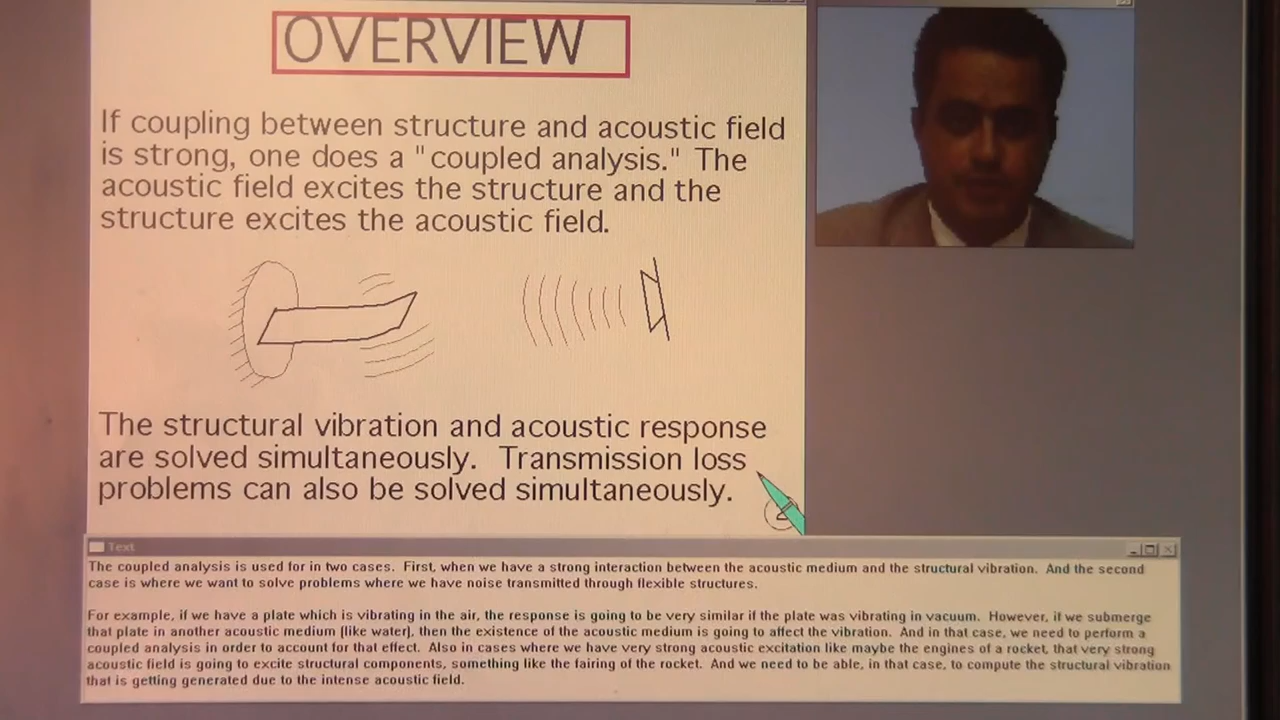 OVERVIEW
If coupling between structure and acoustic field
is strong, one does a "coupled analysis." The
acoustic field excites the structure and the
structure excites the acoustic field.
The structural vibration and acoustic response
are solved simultaneously. Transmission loss
problems can also be solved simultaneously.
2
Text
The coupled analysis is used for in two cases. First, when we have a strong interaction between the acoustic medium and the structural vibration. And the second
case is where we want to solve problems where we have noise transmitted through flexible structures.
For example, if we have a plate which is vibrating in the air, the response is going to be very similar if the plate was vibrating in vacuum. However, if we submerge
that plate in another acoustic medium [like water], then the existence of the acoustic medium is going to affect the vibration. And in that case, we need to perform a
coupled analysis in order to account for that effect. Also in cases where we have very strong acoustic excitation like maybe the engines of a rocket, that very strong
acoustic field is going to excite structural components, something like the fairing of the rocket. And we need to be able, in that case, to compute the structural vibration
that is getting generated due to the intense acoustic field.